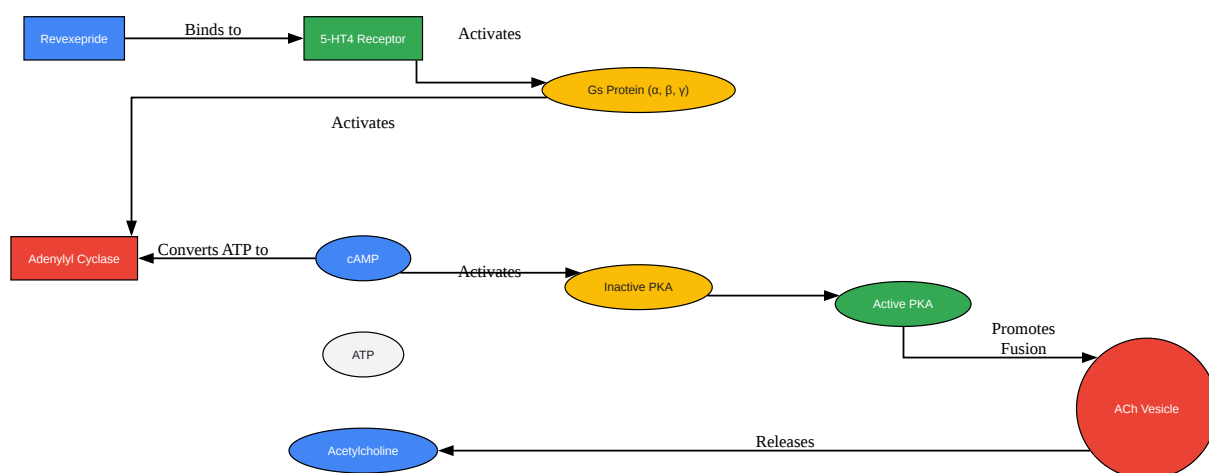 Revexepride
Binds to
5-HT4 Receptor
Activates
Gs Protein (α, β, γ)
Activates
Adenylyl Cyclase
Converts ATP to
cAMP
Activates
Inactive PKA
Active PKA
Promotes
Fusion
ATP
ACh Vesicle
Acetylcholine
Releases